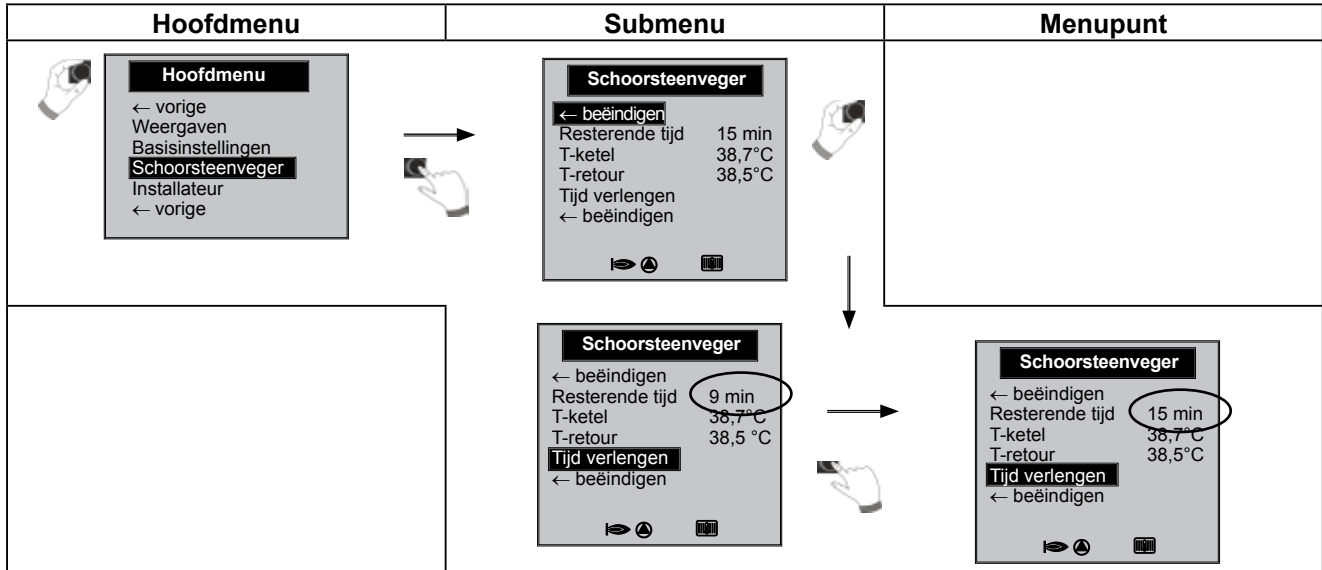 Hoofdmenu
Submenu
Menupunt
Hoofdmenu
← vorige
Weergaven
Basisinstellingen
Schoorsteenveger
Installateur
← vorige
Schoorsteenveger
← beëindigen
Resterende tijd 15 min
T-ketel 38,7°C
T-retour 38,5°C
Tijd verlengen
← beëindigen
Schoorsteenveger
← beëindigen
Resterende tijd 9 min
T-ketel 38,7°C
T-retour 38,5 °C
Tijd verlengen
← beëindigen
Schoorsteenveger
← beëindigen
Resterende tijd 15 min
T-ketel 38,7°C
T-retour 38,5°C
Tijd verlengen
← beëindigen